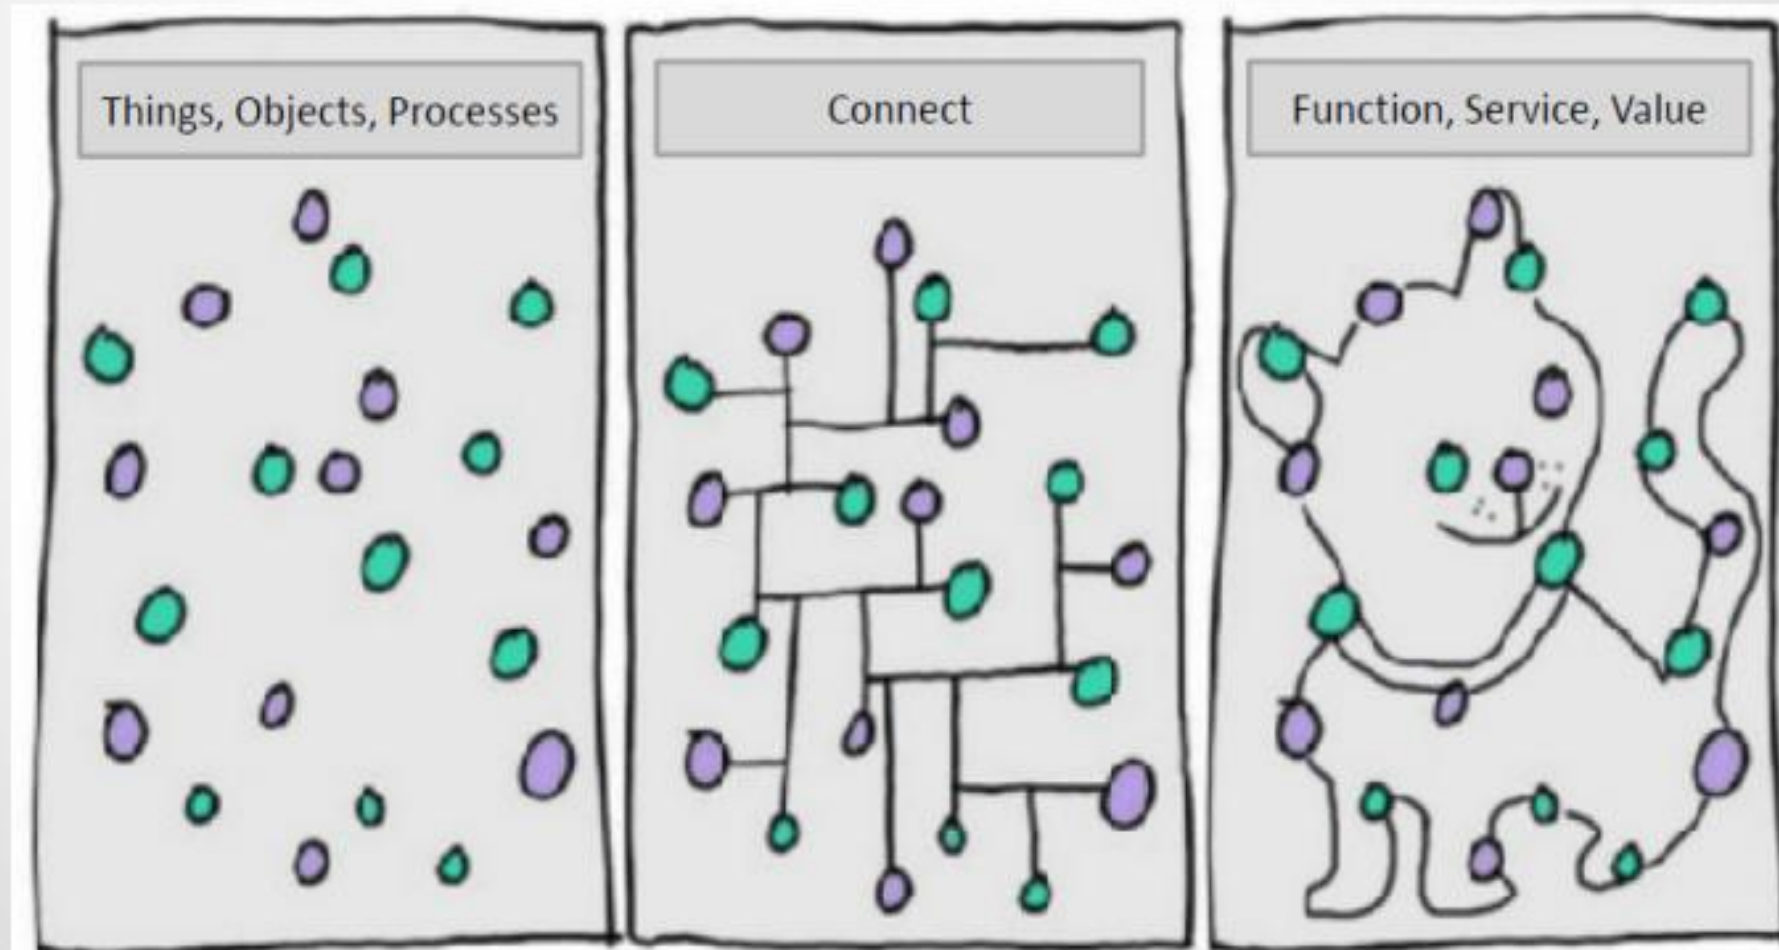 Things, Objects, Processes
Connect
Function, Service, Value